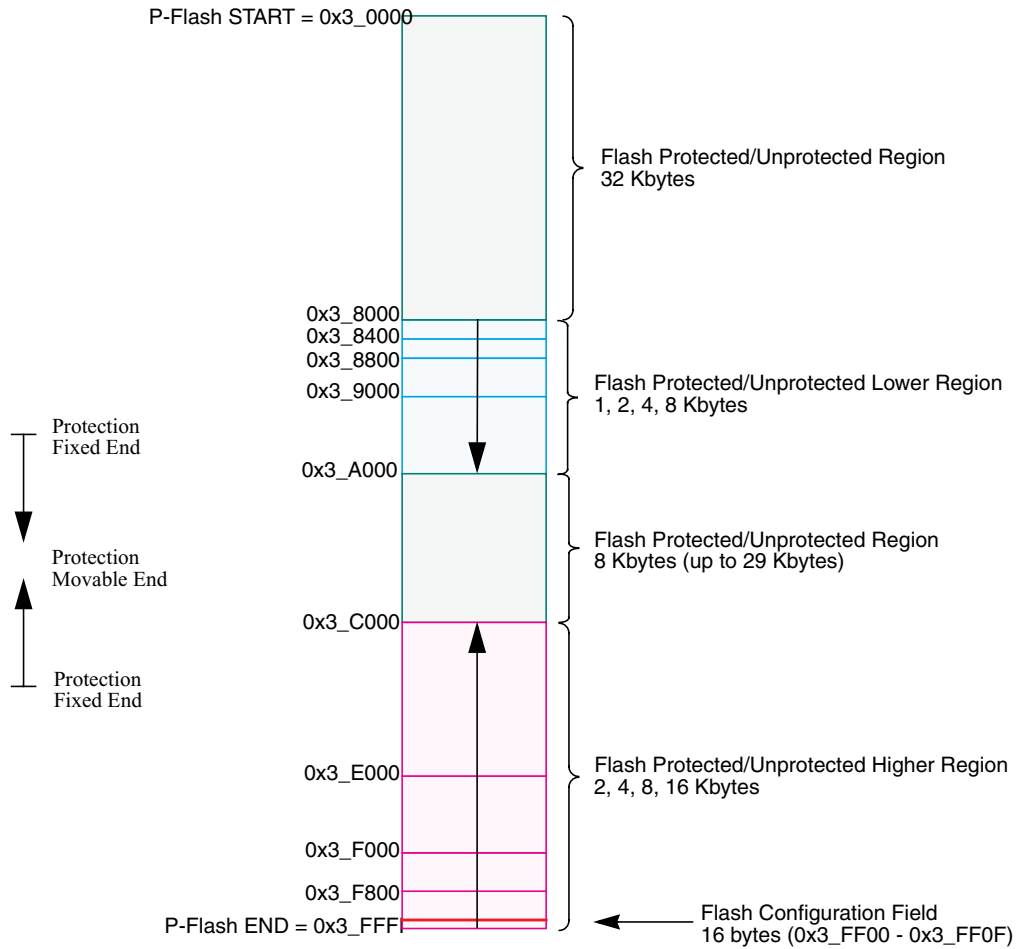 P-Flash START = 0x3_0000
Flash Protected/Unprotected Region
32 Kbytes
0x3_8000
0x3_8400
0x3_8800
0x3_9000
Flash Protected/Unprotected Lower Region
1, 2, 4, 8 Kbytes
Protection
Fixed End
0x3_A000
Protection
Movable End
Flash Protected/Unprotected Region
8 Kbytes (up to 29 Kbytes)
0x3_C000
Protection
Fixed End
0x3_E000
Flash Protected/Unprotected Higher Region
2, 4, 8, 16 Kbytes
0x3_F000
0x3_F800
P-Flash END = 0x3_FFF
Flash Configuration Field
16 bytes (0x3_FF00 - 0x3_FF0F)